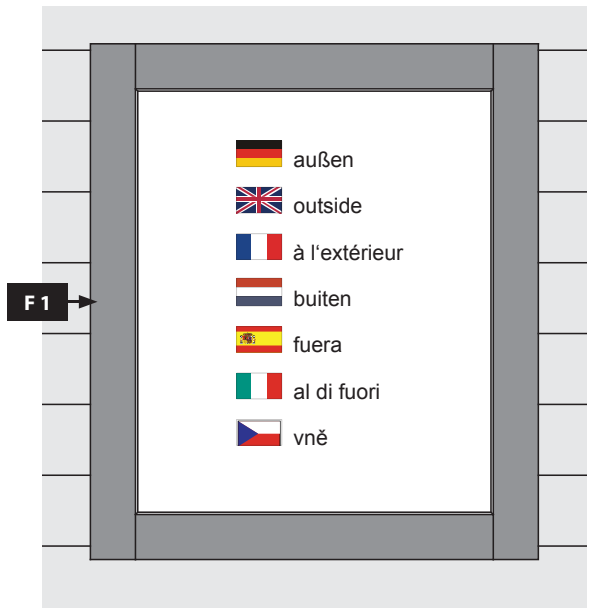 außen
outside
à l‘extérieur
buiten
F 1
fuera
al di fuori
vně